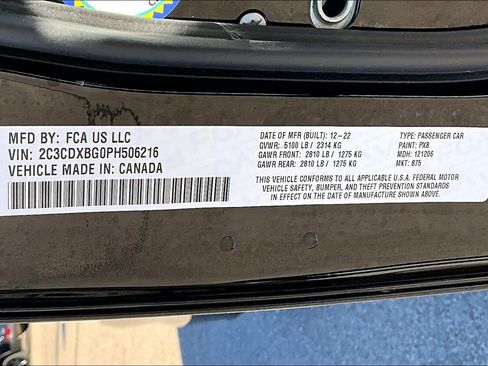 MFD BY: FCA US LLC
VIN: 2C3CDXBG0PH506216
VEHICLE MADE IN: CANADA
DATE OF MFR (BUILT): 12-22
GVWR: 5100 LB / 2314 KG
GAWR FRONT: 2810 LB / 1275 KG
GAWR REAR: 2810 LB / 1275 KG
TYPE: PASSENGER CAR
PAINT: PX8
MDH: 121205
MKT: 875
THIS VEHICLE CONFORMS TO ALL APPLICABLE U.S.A. FEDERAL MOTOR
VEHICLE SAFETY, BUMPER, AND THEFT PREVENTION STANDARDS
IN EFFECT ON THE DATE OF MANUFACTURE SHOWN ABOVE.